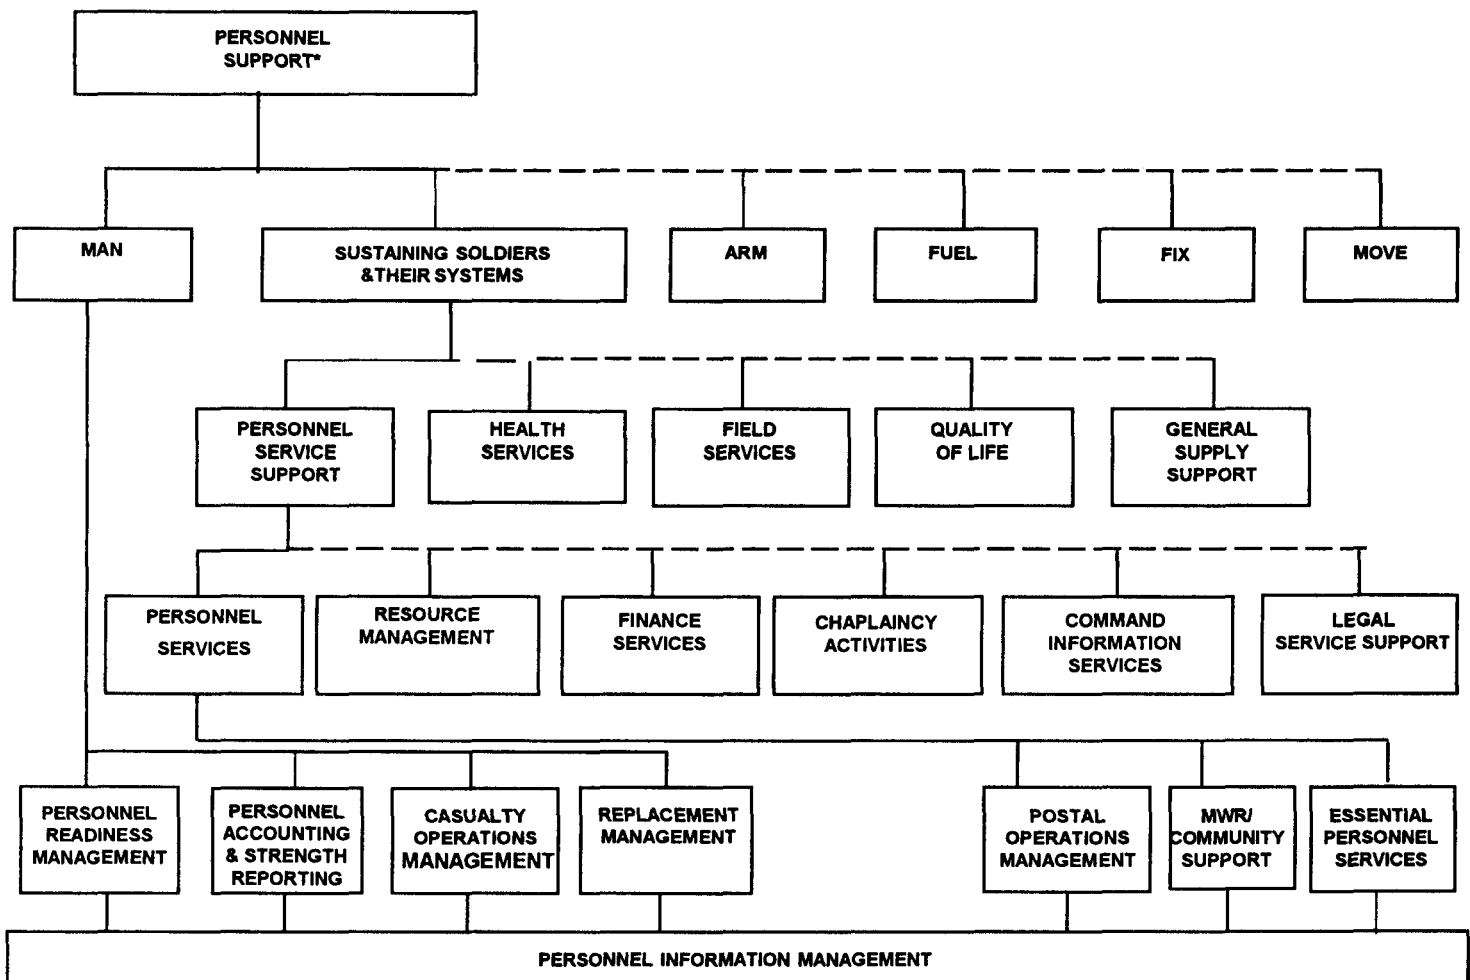 PERSONNEL
SUPPORT*
MAN
SUSTAINING SOLDIERS
&THEIR SYSTEMS
ARM
FUEL
FIX
MOVE
PERSONNEL
SERVICE
SUPPORT
HEALTH
SERVICES
FIELD
SERVICES
QUALITY
OF LIFE
GENERAL
SUPPLY
SUPPORT
PERSONNEL
SERVICES
RESOURCE
MANAGEMENT
FINANCE
SERVICES
CHAPLAINCY
ACTIVITIES
COMMAND
INFORMATION
SERVICES
LEGAL
SERVICE SUPPORT
PERSONNEL
READINESS
MANAGEMENT
PERSONNEL
ACCOUNTING
& STRENGTH
REPORTING
CASUALTY
OPERATIONS
MANAGEMENT
REPLACEMENT
MANAGEMENT
POSTAL
OPERATIONS
MANAGEMENT
MWR/
COMMUNITY
SUPPORT
ESSENTIAL
PERSONNEL
SERVICES
PERSONNEL INFORMATION MANAGEMENT